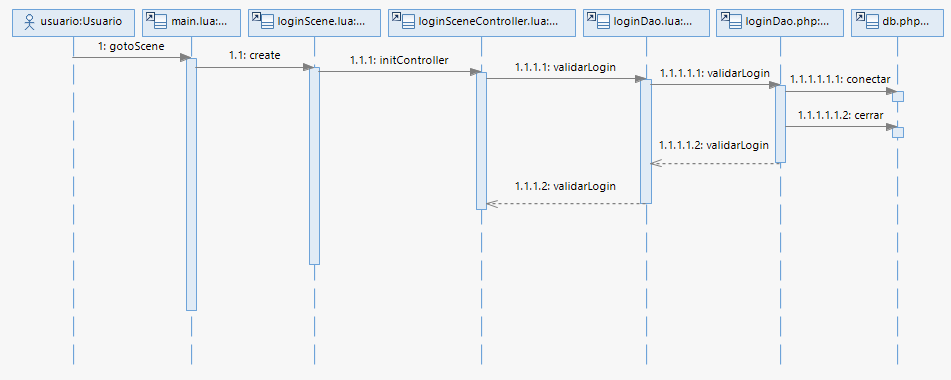 usuario:Usuario
main.lua:...
loginScene.lua:...
loginSceneController.lua:...
loginDao.lua:...
loginDao.php:...
db.php...
1: gotoScene
1.1: create
1.1.1: initController
1.1.1.1: validarLogin
1.1.1.1.1: validarLogin
1.1.1.1.1.1: conectar
1.1.1.1.1.2: cerrar
1.1.1.1.2: validarLogin
1.1.1.2: validarLogin